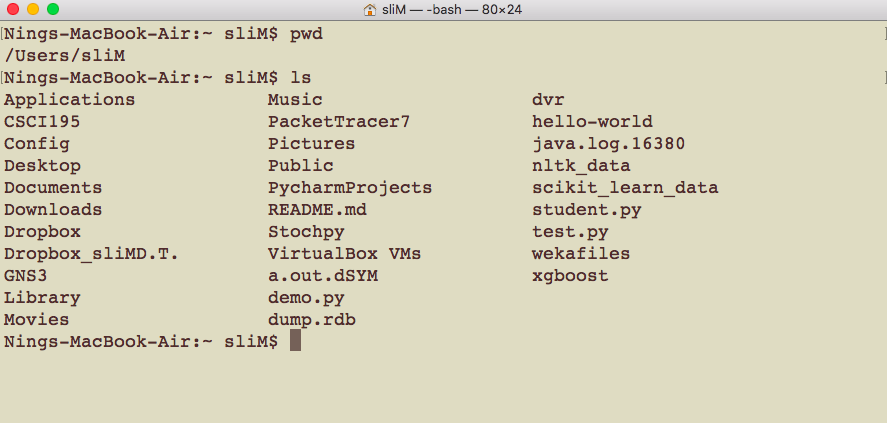 sliM — -bash — 80×24
[Nings-MacBook-Air:~ sliM$ pwd ]
/Users/sliM
[Nings-MacBook-Air:~ sliM$ ls ]
Applications Music dvr
CSCI195 PacketTracer7 hello-world
Config Pictures java.log.16380
Desktop Public nltk_data
Documents PycharmProjects scikit_learn_data
Downloads README.md student.py
Dropbox Stochpy test.py
Dropbox_sliMD.T. VirtualBox VMs wekafiles
GNS3 a.out.dSYM xgboost
Library demo.py
Movies dump.rdb
Nings-MacBook-Air:~ sliM$